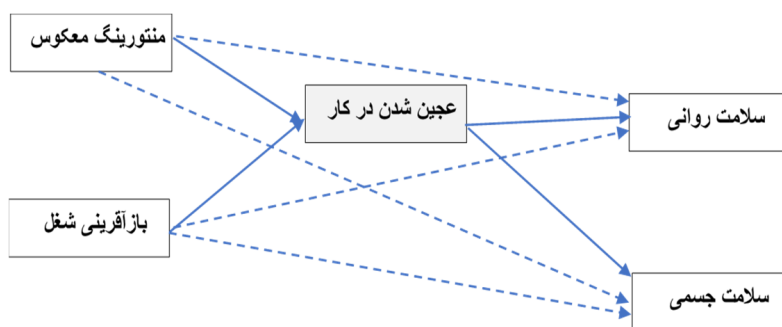 منتورینگ معکوس
عجین شدن در کار
سلامت روانی
بازآفرینی شغل
سلامت جسمی